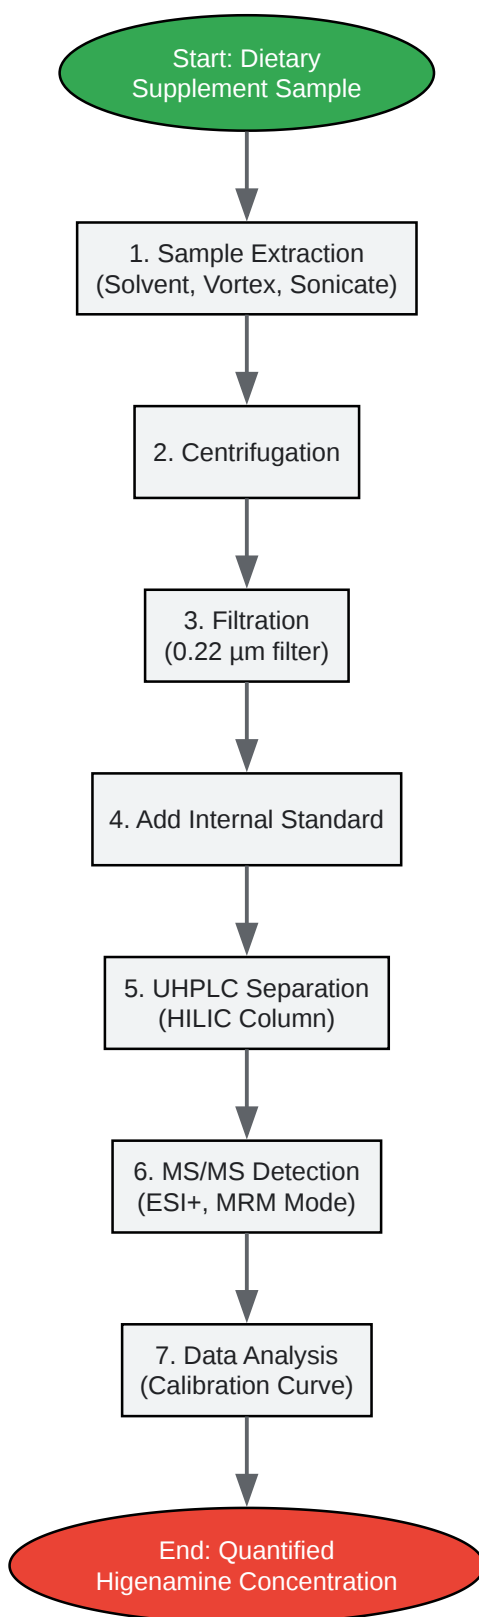 Start: Dietary
Supplement Sample
1. Sample Extraction
(Solvent, Vortex, Sonicate)
2. Centrifugation
3. Filtration
(0.22 µm filter)
4. Add Internal Standard
5. UHPLC Separation
(HILIC Column)
6. MS/MS Detection
(ESI+, MRM Mode)
7. Data Analysis
(Calibration Curve)
End: Quantified
Higenamine Concentration